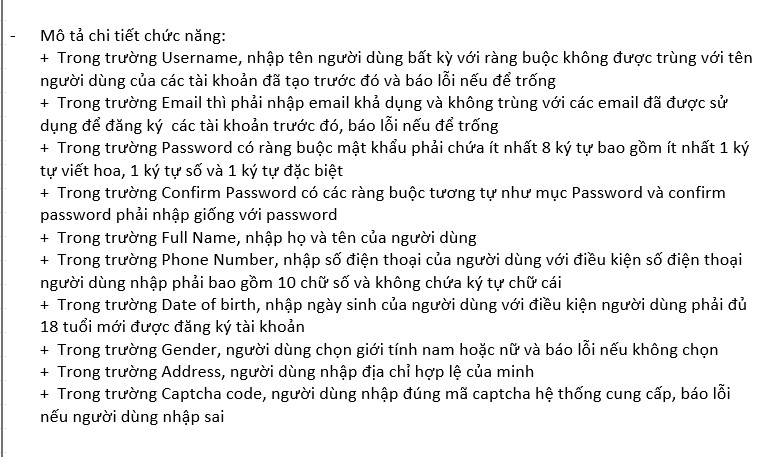 - Mô tả chi tiết chức năng:
+ Trong trường Username, nhập tên người dùng bất kỳ với ràng buộc không được trùng với tên
người dùng của các tài khoản đã tạo trước đó và báo lỗi nếu để trống
+ Trong trường Email thì phải nhập email khả dụng và không trùng với các email đã được sử
dụng để đăng ký các tài khoản trước đó, báo lỗi nếu để trống
+ Trong trường Password có ràng buộc mật khẩu phải chứa ít nhất 8 ký tự bao gồm ít nhất 1 ký
tự viết hoa, 1 ký tự số và 1 ký tự đặc biệt
+ Trong trường Confirm Password có các ràng buộc tương tự như mục Password và confirm
password phải nhập giống với password
+ Trong trường Full Name, nhập họ và tên của người dùng
+ Trong trường Phone Number, nhập số điện thoại của người dùng với điều kiện số điện thoại
người dùng nhập phải bao gồm 10 chữ số và không chứa ký tự chữ cái
+ Trong trường Date of birth, nhập ngày sinh của người dùng với điều kiện người dùng phải đủ
18 tuổi mới được đăng ký tài khoản
+ Trong trường Gender, người dùng chọn giới tính nam hoặc nữ và báo lỗi nếu không chọn
+ Trong trường Address, người dùng nhập địa chỉ hợp lệ của minh
+ Trong trường Captcha code, người dùng nhập đúng mã captcha hệ thống cung cấp, báo lỗi
nếu người dùng nhập sai